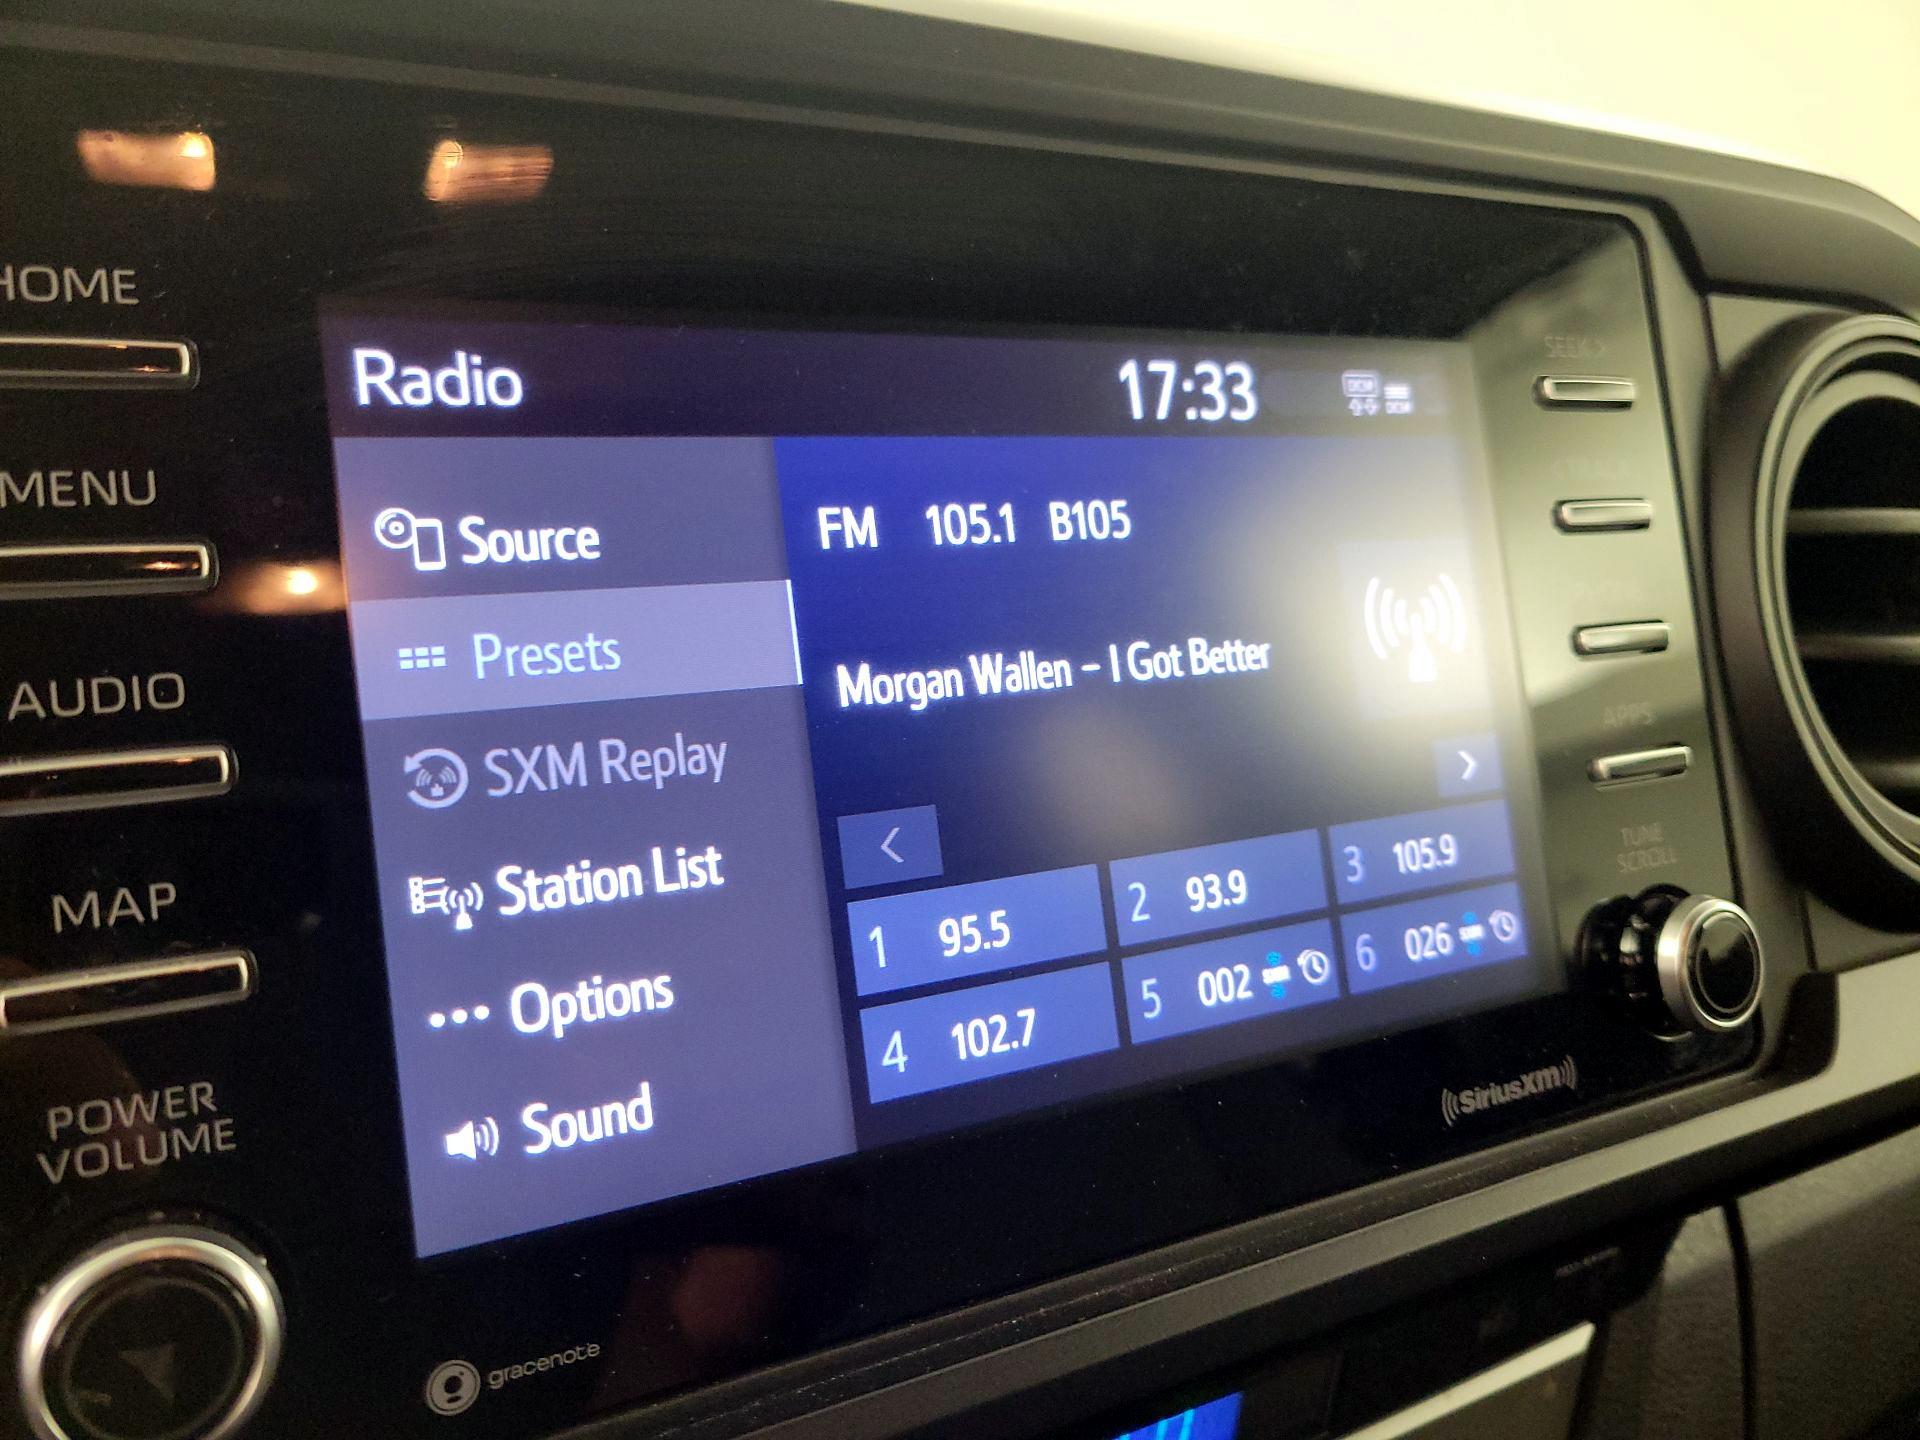 HOME
MENU
AUDIO
MAP
POWER
VOLUME
Radio
17:33
DCM
DCM
Source
Presets
SXM Replay
Station List
Options
Sound
FM 105.1 B105
Morgan Wallen – I Got Better
<
>
1 95.5
2 93.9
3 105.9
4 102.7
5 002
6 026
SEEK >
APPS
TUNE
SCROLL
SiriusXM
gracenote